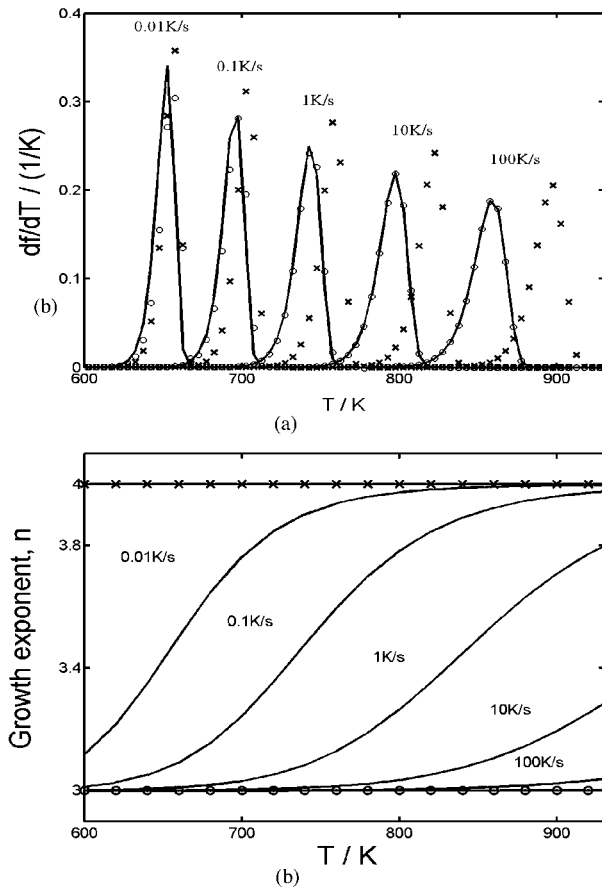 0.01K/s
0.1K/s
1K/s
10K/s
100K/s
0.4
0.3
0.2
0.1
0
df/dT / (1/K)
(b)
600
700
800
900
T / K
(a)
4
3.8
3.4
3
Growth exponent, n
0.01K/s
0.1K/s
1K/s
10K/s
100K/s
600
700
800
900
T / K
(b)